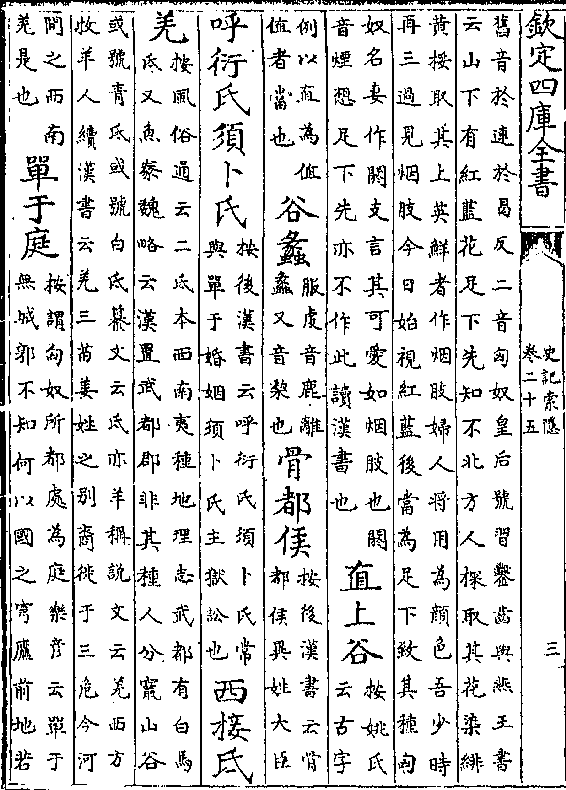 欽定四庫全書
史記索隱
卷二十五
三
舊音於連於曷反二音匈奴皇后號習鑿齒與燕王書
云山下有紅藍花足下先知不北方人採取其花染緋
黄挼取其上英鮮者作烟肢婦人將用為顔色吾少時
再三過見烟肢今日始視紅藍後當為足下致其種匈
奴名妻作閼支言其可愛如烟肢也閼
音煙想足下先亦不作此讀漢書也
直上谷
按姚氏
云古字
例以直為值
值者當也
谷蠡
服虔音鹿離
蠡又音黎也
骨都侯
按後漢書云骨
都侯異姓大臣
呼衍氏須卜氏
按後漢書云呼衍氏須卜氏常
與單于婚姻須卜氏主獄訟也
西接氐
羌
按風俗通云二氐本西南夷種地理志武都有白馬
氐又魚豢魏略云漢置武都郡非其種人分竄山谷
或號青氐或號白氐纂文云氐亦羊稱說文云羌西方
牧羊人續漢書云羌三苗姜姓之别裔徙于三危今河
闗之西南
羌是也
單于庭
按謂匈奴所都處為庭樂彦云單于
無城郭不知何以國之穹廬前地若